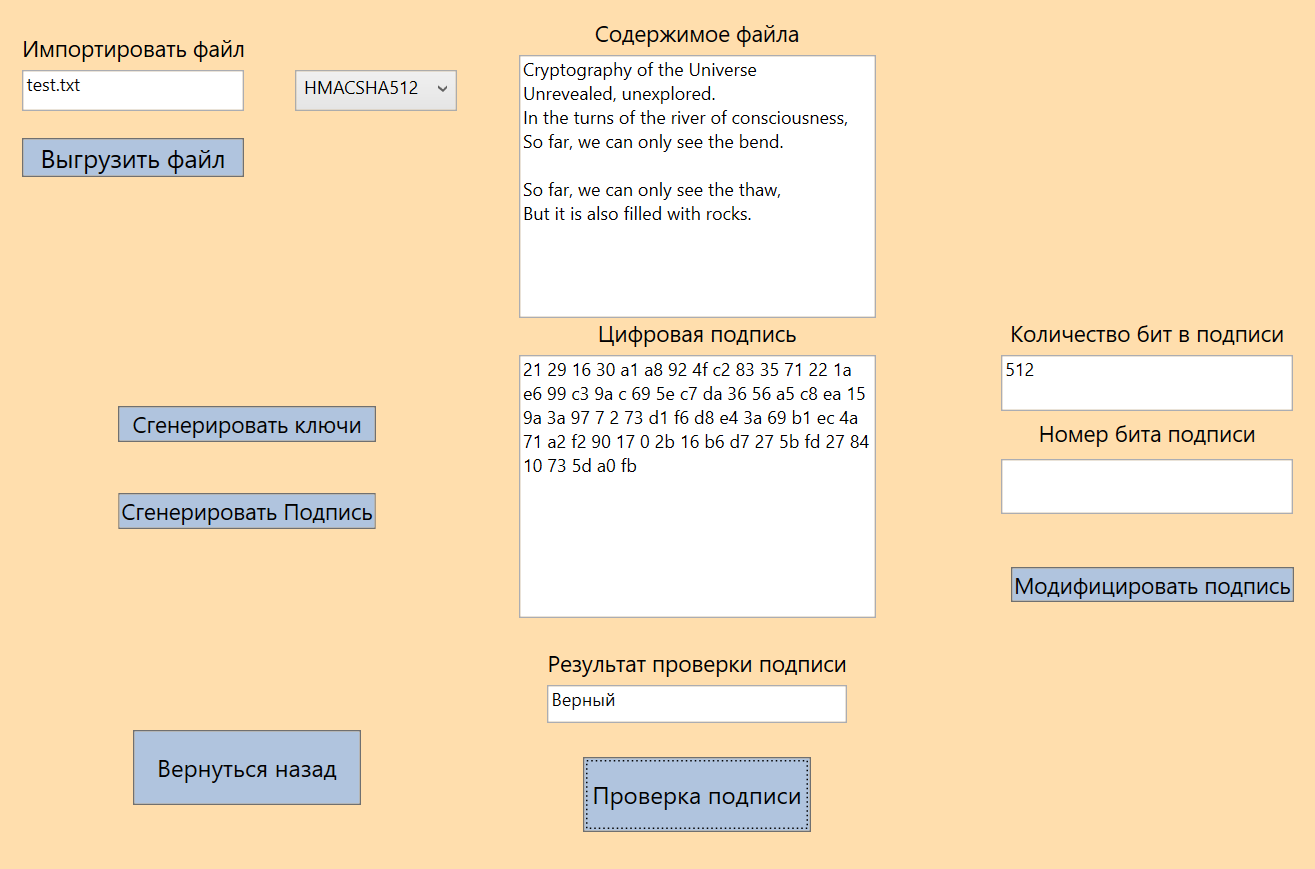 Импортировать файл
test.txt
HMACSHA512
Выгрузить файл
Содержимое файла
Cryptography of the Universe
Unrevealed, unexplored.
In the turns of the river of consciousness,
So far, we can only see the bend.
So far, we can only see the thaw,
But it is also filled with rocks.
Цифровая подпись
21 29 16 30 a1 a8 92 4f c2 83 35 71 22 1a
e6 99 c3 9a c 69 5e c7 da 36 56 a5 c8 ea 15
9a 3a 97 7 2 73 d1 f6 d8 e4 3a 69 b1 ec 4a
71 a2 f2 90 17 0 2b 16 b6 d7 27 5b fd 27 84
10 73 5d a0 fb
Количество бит в подписи
512
Номер бита подписи
Модифицировать подпись
Сгенерировать ключи
Сгенерировать Подпись
Результат проверки подписи
Верный
Вернуться назад
Проверка подписи